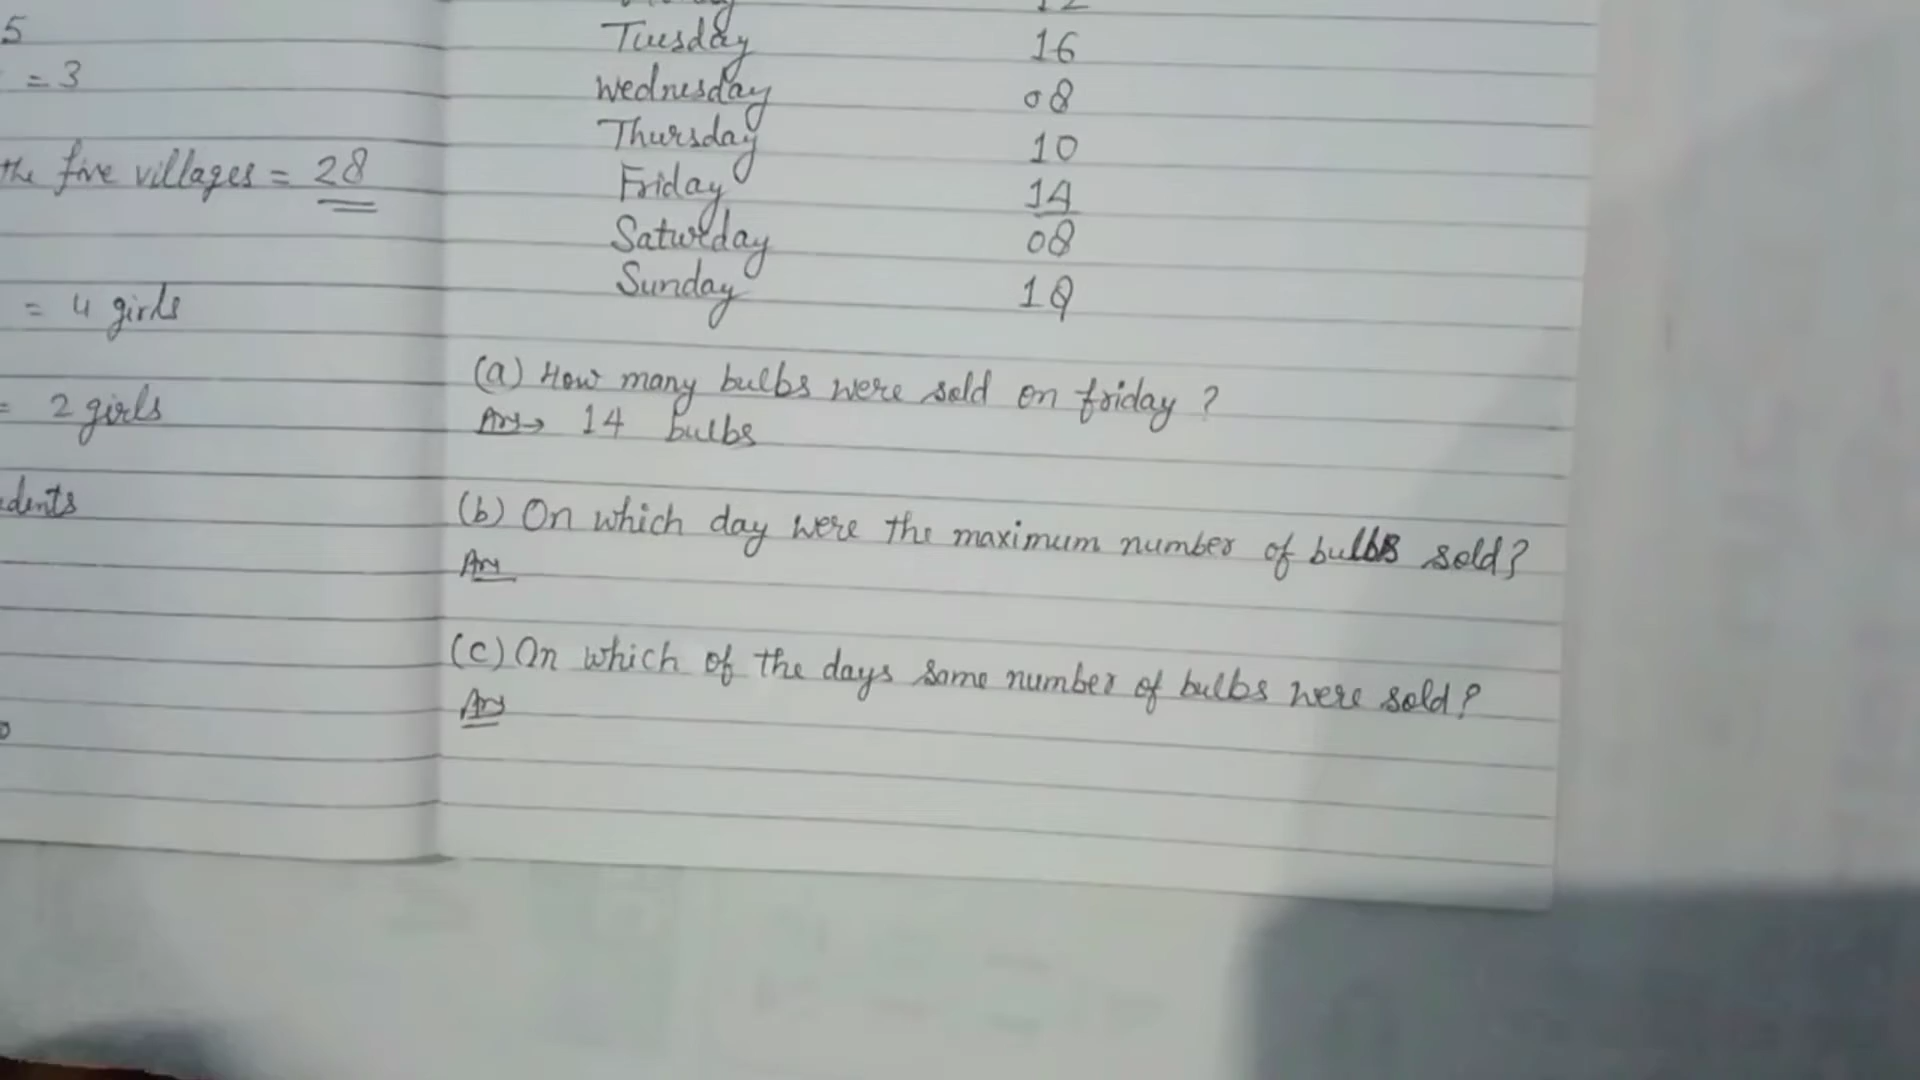 5
= 3
the five villages = 28
= 4 girls
= 2 girls
dents
12
Tuesday 16
Wednesday 08
Thursday 10
Friday 14
Saturday 08
Sunday 18
(a) How many bulbs were sold on friday ?
Ans→ 14 bulbs
(b) On which day were the maximum number of bulbs sold?
Ans
(c) On which of the days same number of bulbs were sold?
Ans